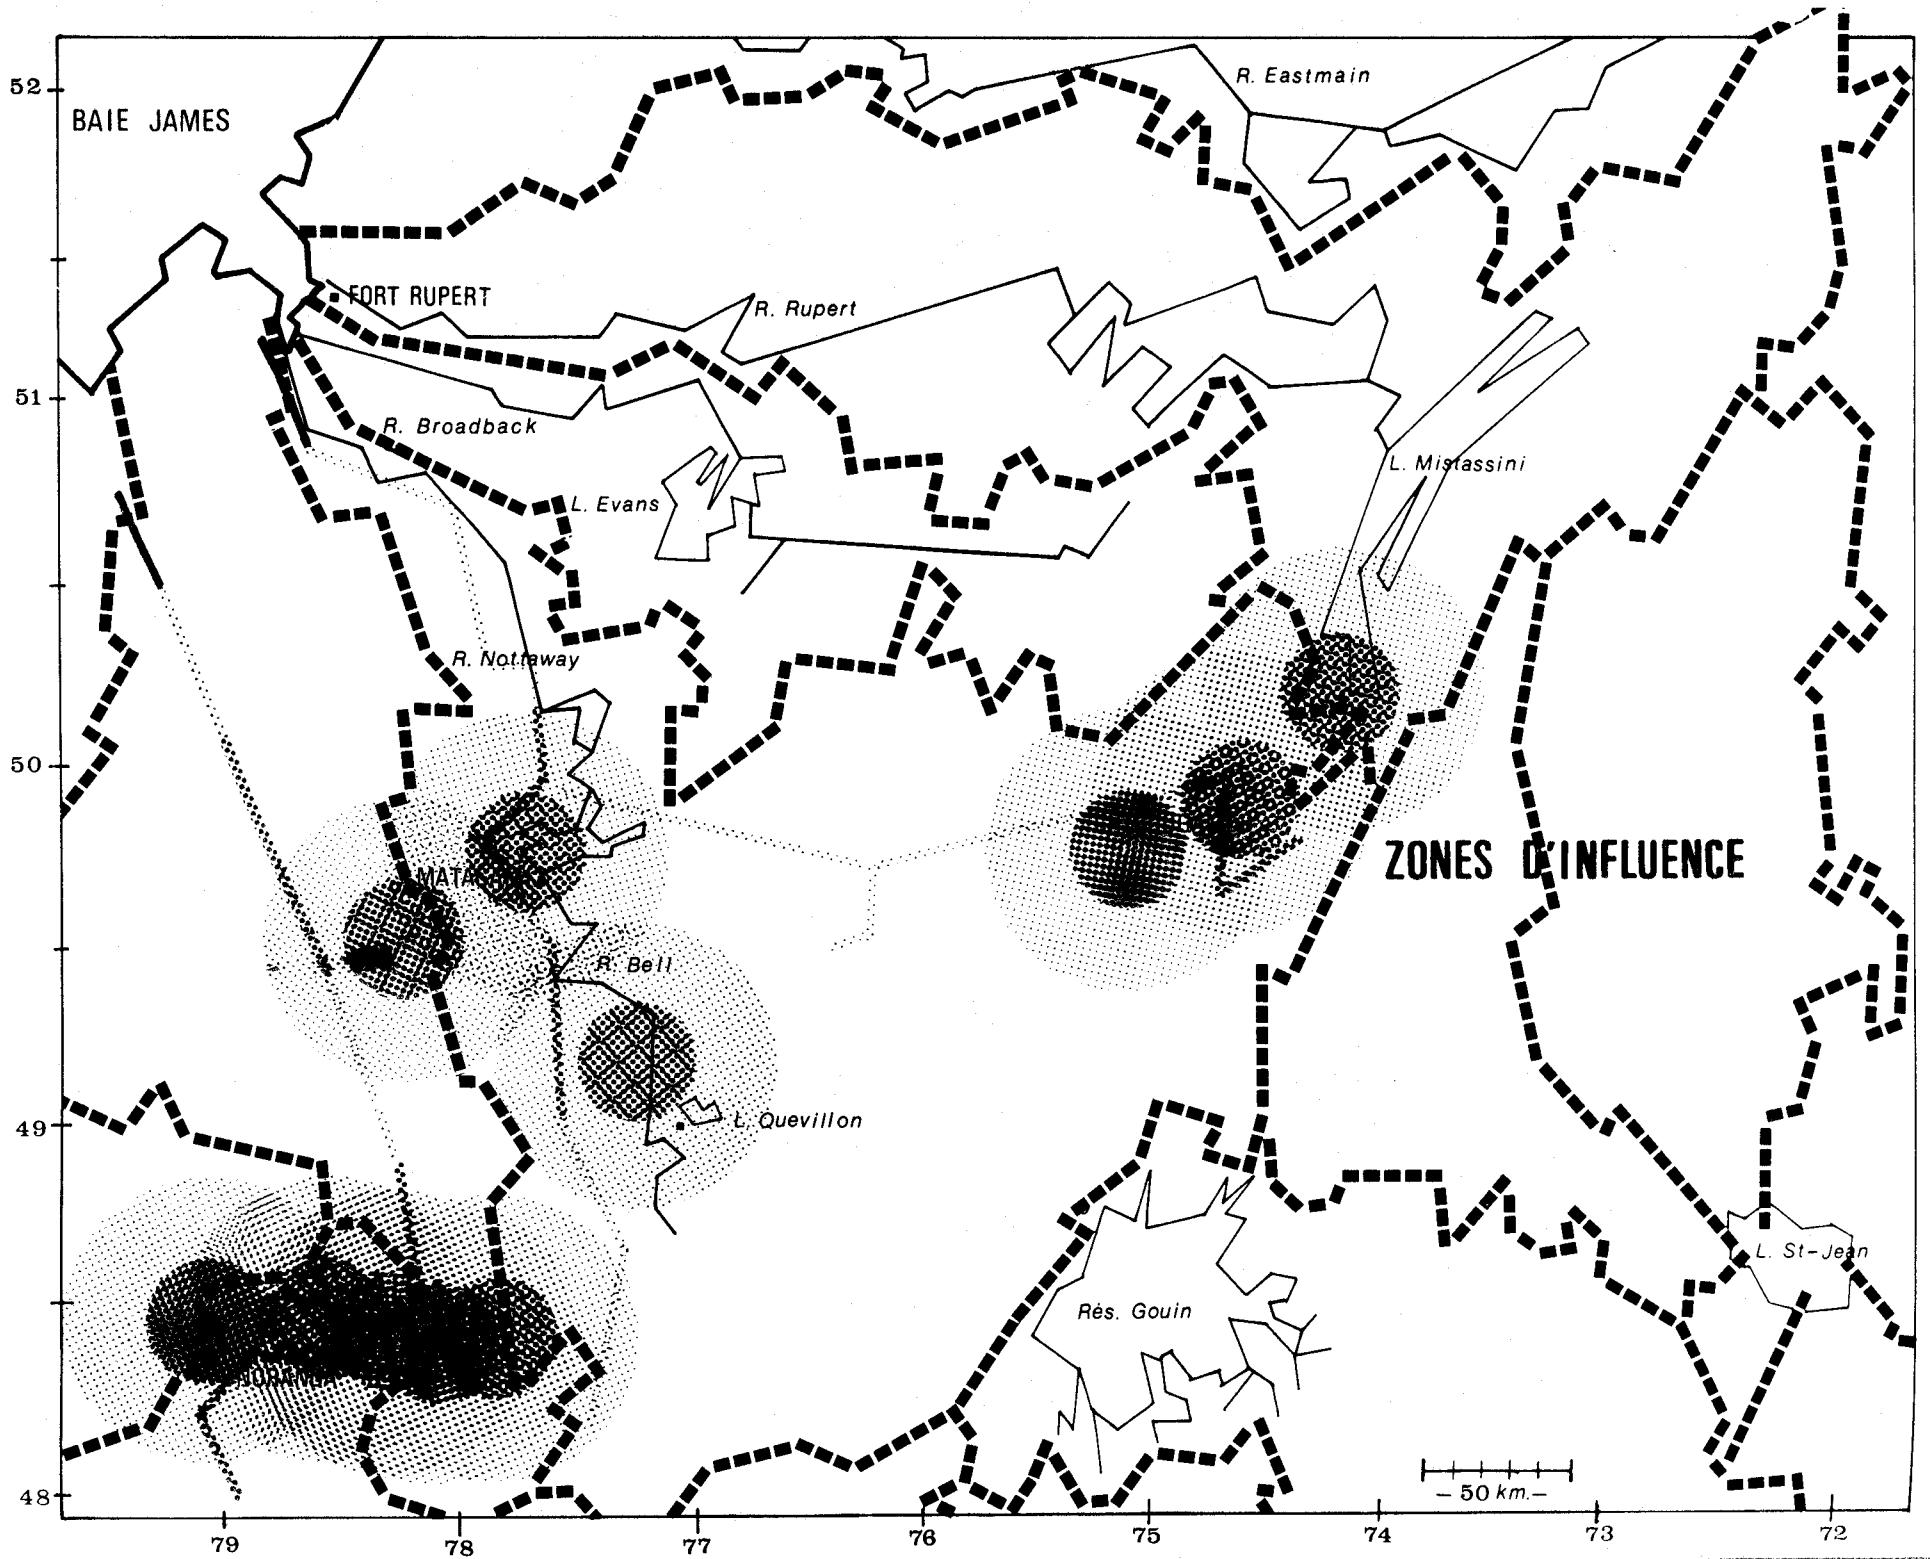 52
BAIE JAMES
R. Eastmain
FORT RUPERT
R. Rupert
51
R. Broadback
L. Mistassini
L. Evans
R. Nottaway
50
ZONES D'INFLUENCE
R. Bell
49
L. Quevillon
L. St-Jean
Rés. Gouin
NORANDA
48
– 50 km. –
79
78
77
76
75
74
73
72